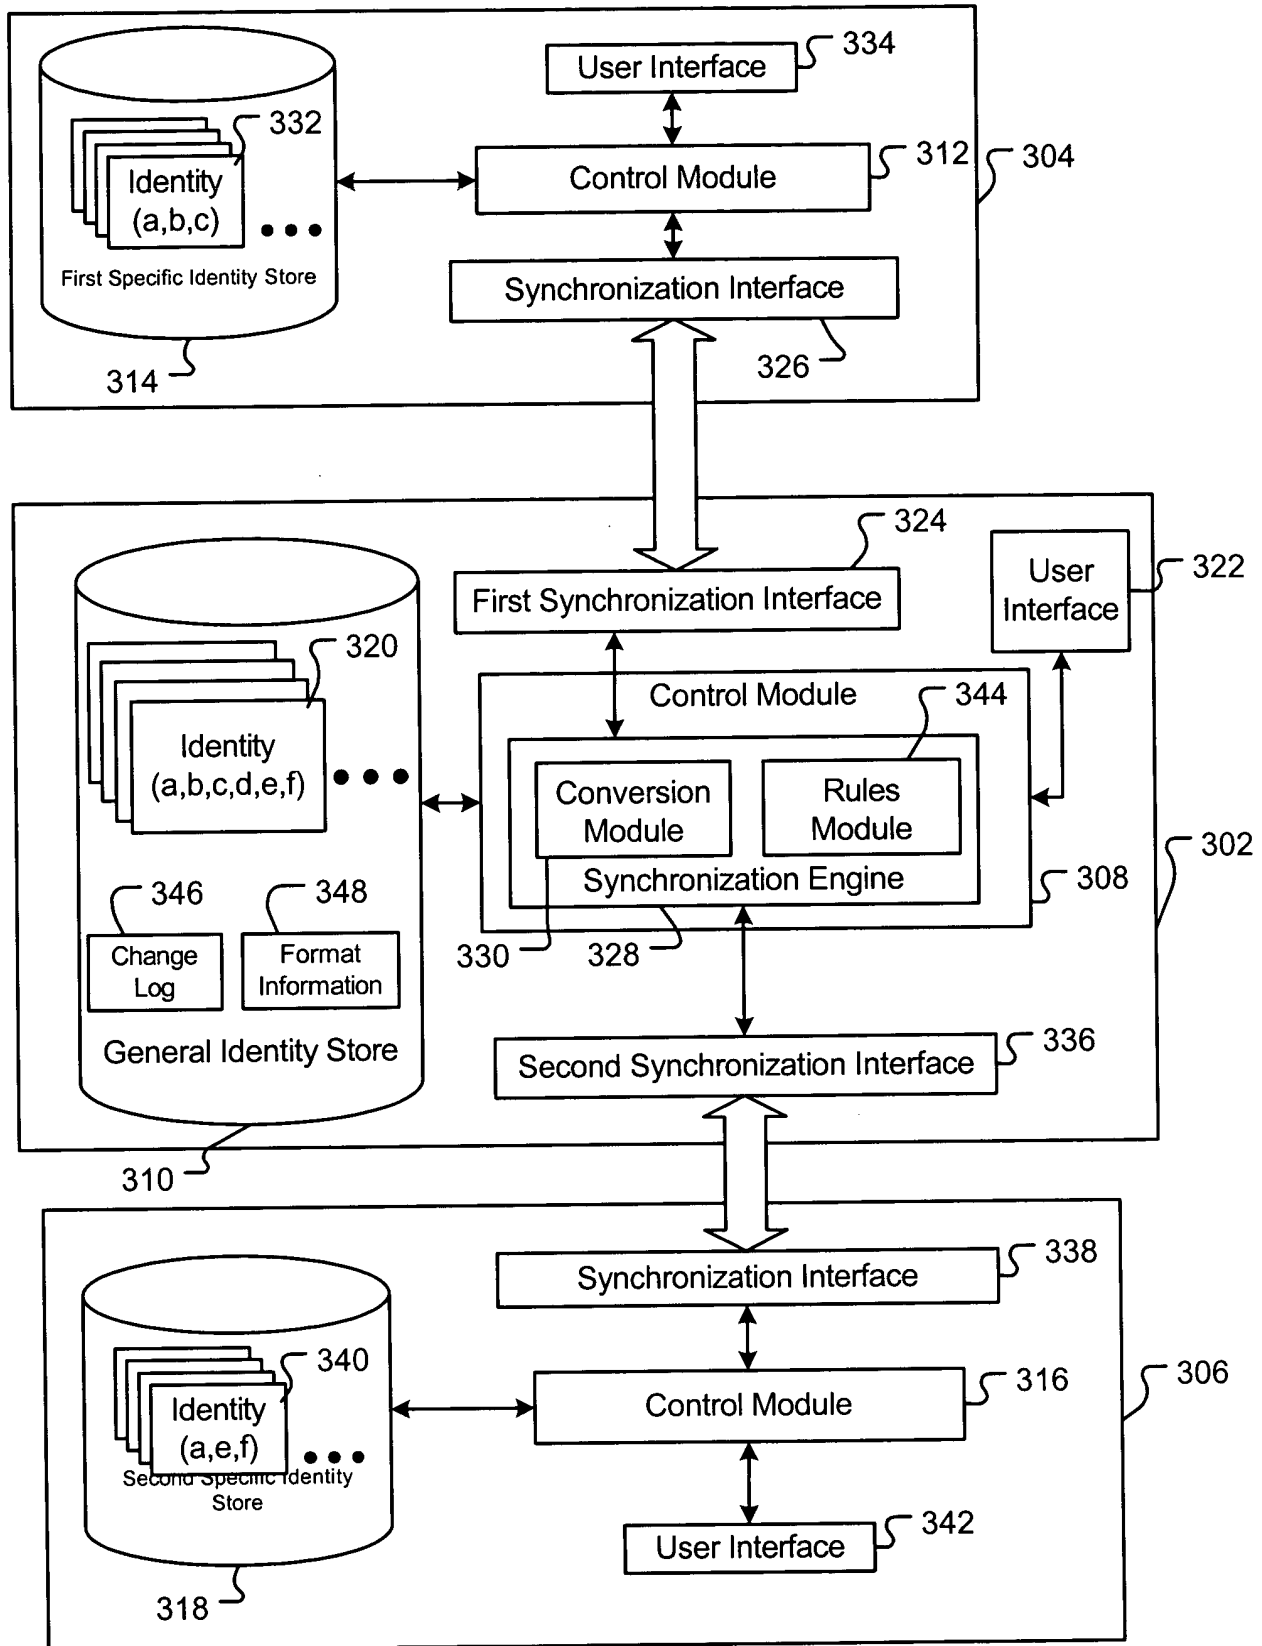 334
User Interface
332
312
304
Control Module
Identity
(a,b,c)
First Specific Identity Store
Synchronization Interface
314
326
324
322
User
Interface
First Synchronization Interface
320
Control Module
344
Identity
(a,b,c,d,e,f)
Conversion
Module
Rules
Module
302
Synchronization Engine
308
346
348
330
328
Change
Log
Format
Information
General Identity Store
336
Second Synchronization Interface
310
338
Synchronization Interface
340
316
306
Identity
(a,e,f)
Control Module
Second Specific Identity
Store
342
User Interface
318